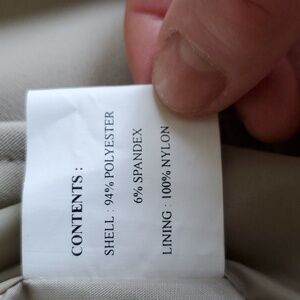 CONTENTS :
SHELL : 94% POLYESTER
6% SPANDEX
LINING : 100% NYLON